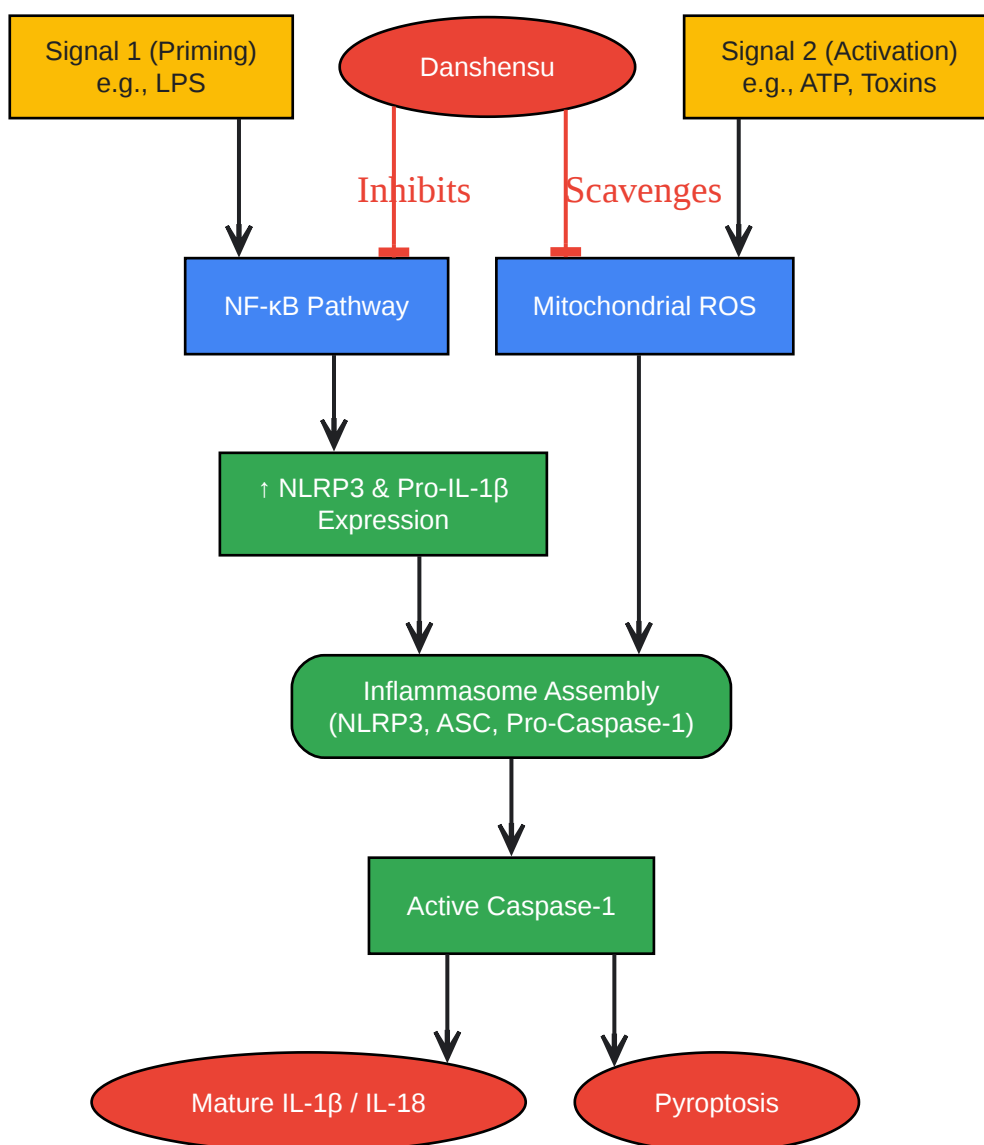 Signal 1 (Priming)
e.g., LPS
Danshensu
Signal 2 (Activation)
e.g., ATP, Toxins
Inhibits
Scavenges
NF-κB Pathway
Mitochondrial ROS
↑ NLRP3 & Pro-IL-1β
Expression
Inflammasome Assembly
(NLRP3, ASC, Pro-Caspase-1)
Active Caspase-1
Mature IL-1β / IL-18
Pyroptosis